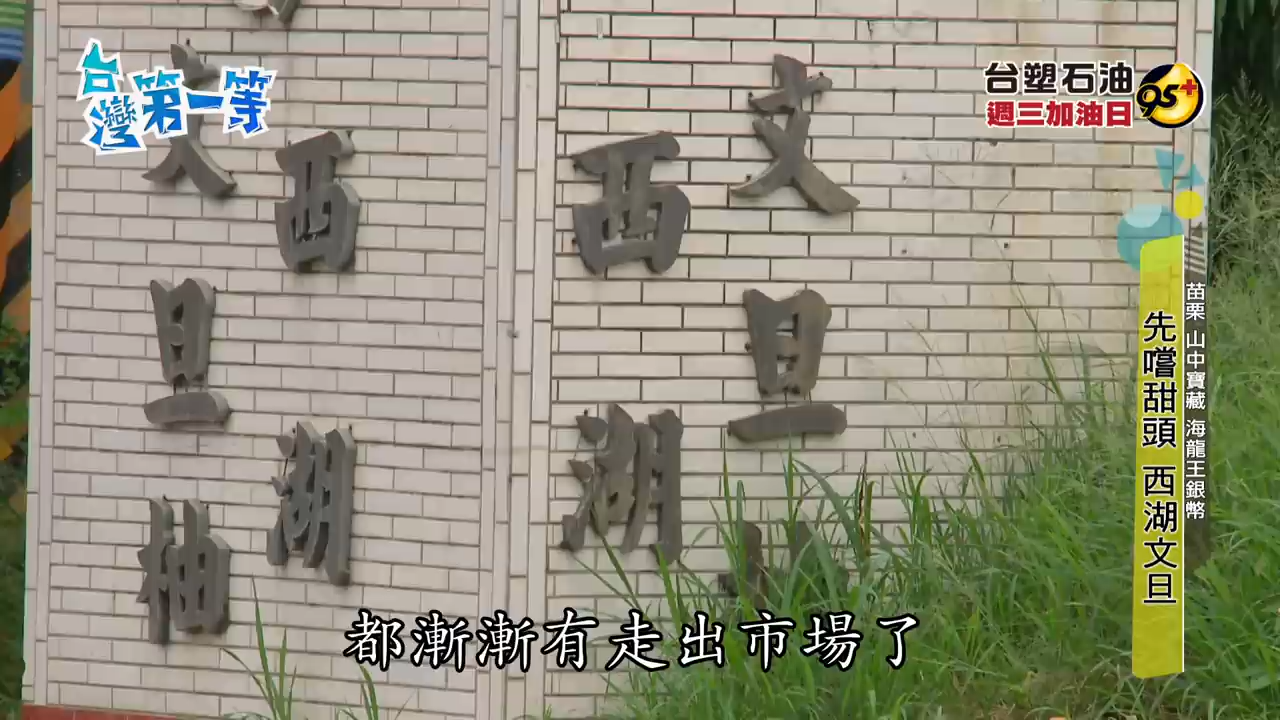 台灣第一等
台塑石油
週三加油日
95+
苗栗 山中寶藏 海龍王銀幣
先嚐甜頭 西湖文旦
西湖
文旦柚
西湖
文旦
都漸漸有走出市場了